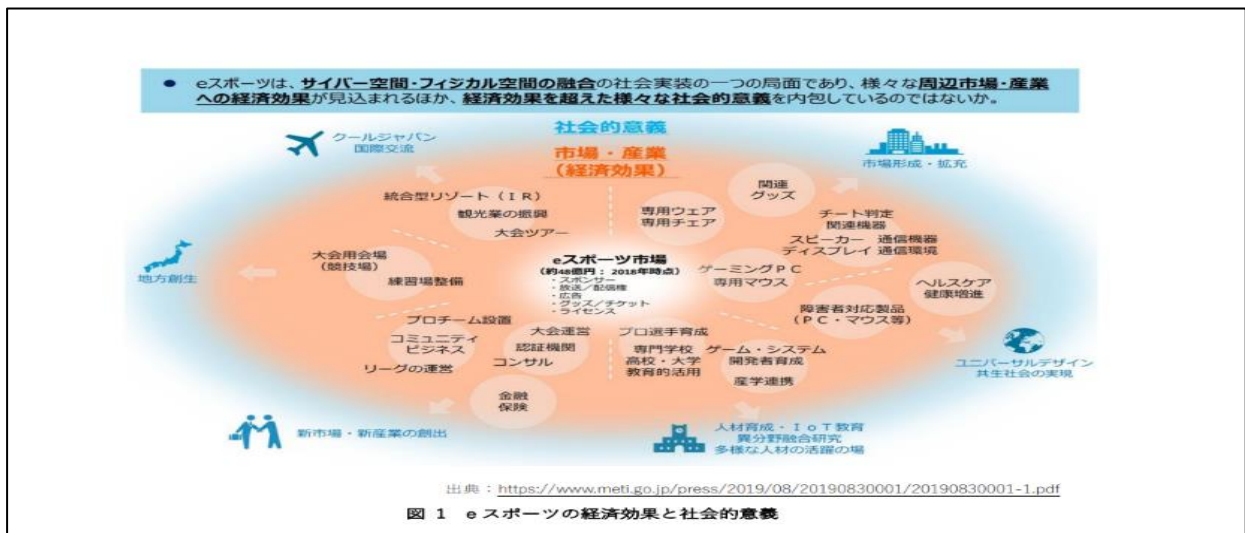 ● eスポーツは、サイバー空間・フィジカル空間の融合の社会実装の一つの局面であり、様々な周辺市場・産業
への経済効果が見込まれるほか、経済効果を超えた様々な社会的意義を内包しているのではないか。
社会的意義
市場・産業
(経済効果)
クールジャパン
国際交流
市場形成・拡充
統合型リゾート(IR)
観光業の振興
大会ツアー
専用ウェア
専用チェア
関連
グッズ
チート判定
関連機器
スピーカー 通信機器
ディスプレイ 通信環境
地方創生
大会用会場
(競技場)
練習場整備
eスポーツ市場
(約48億円:2018年時点)
・スポンサー
・放送/配信権
・広告
・グッズ/チケット
・ライセンス
ゲーミングPC
専用マウス
ヘルスケア
健康増進
障害者対応製品
(PC・マウス等)
ユニバーサルデザイン
共生社会の実現
プロチーム設置
コミュニティ
ビジネス
リーグの運営
大会運営
認証機関
コンサル
金融
保険
プロ選手育成
専門学校
高校・大学
教育的活用
ゲーム・システム
開発者育成
産学連携
新市場・新産業の創出
人材育成・IoT教育
異分野融合研究
多様な人材の活躍の場
出典:https://www.meti.go.jp/press/2019/08/20190830001/20190830001-1.pdf
図 1 eスポーツの経済効果と社会的意義